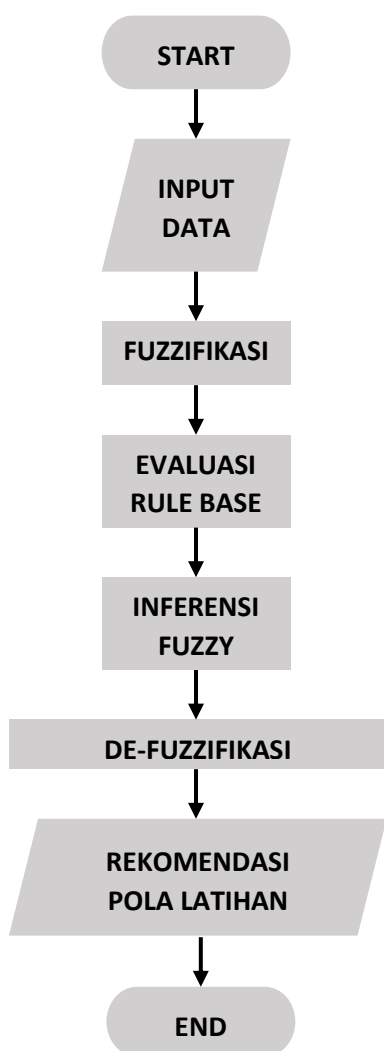 START
INPUT
DATA
FUZZIFIKASI
EVALUASI
RULE BASE
INFERENSI
FUZZY
DE-FUZZIFIKASI
REKOMENDASI
POLA LATIHAN
END